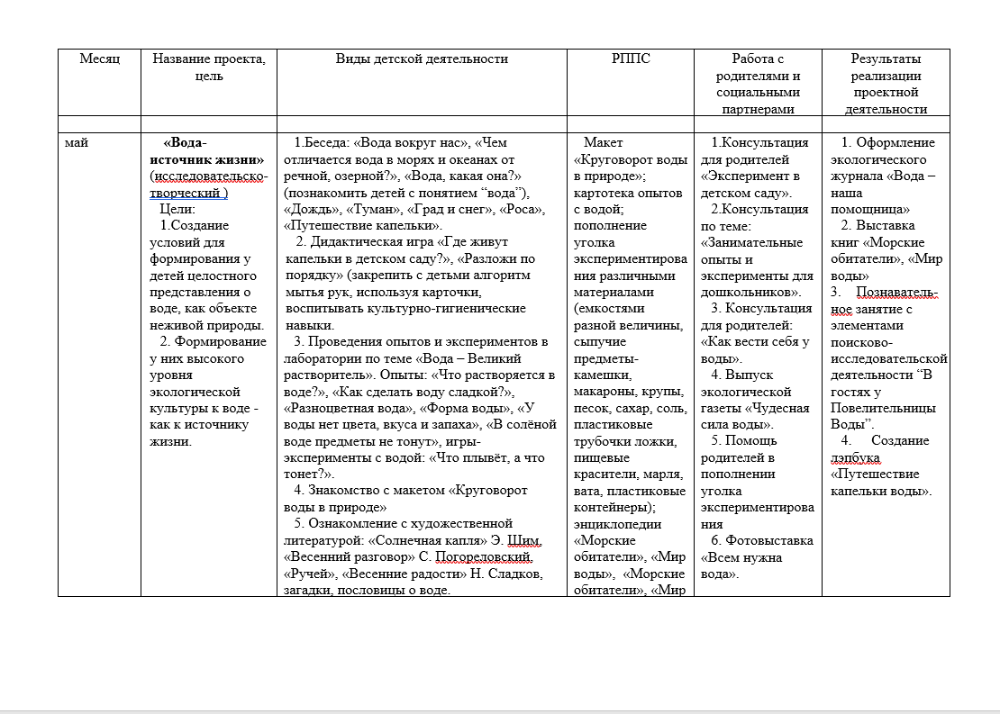 Месяц
Название проекта,
цель
Виды детской деятельности
РППС
Работа с
родителями и
социальными
партнерами
Результаты
реализации
проектной
деятельности
май
«Вода-
источник жизни»
(исследовательско-
творческий )
Цели:
1.Создание
условий для
формирования у
детей целостного
представления о
воде, как объекте
неживой природы.
2. Формирование
у них высокого
уровня
экологической
культуры к воде -
как к источнику
жизни.
1.Беседа: «Вода вокруг нас», «Чем
отличается вода в морях и океанах от
речной, озерной?», «Вода, какая она?»
(познакомить детей с понятием “вода”),
«Дождь», «Туман», «Град и снег», «Роса»,
«Путешествие капельки».
2. Дидактическая игра «Где живут
капельки в детском саду?», «Разложи по
порядку» (закрепить с детьми алгоритм
мытья рук, используя карточки,
воспитывать культурно-гигиенические
навыки.
3. Проведения опытов и экспериментов в
лаборатории по теме «Вода – Великий
растворитель». Опыты: «Что растворяется в
воде?», «Как сделать воду сладкой?»,
«Разноцветная вода», «Форма воды», «У
воды нет цвета, вкуса и запаха», «В солёной
воде предметы не тонут», игры-
эксперименты с водой: «Что плывёт, а что
тонет?».
4. Знакомство с макетом «Круговорот
воды в природе»
5. Ознакомление с художественной
литературой: «Солнечная капля» Э. Шим,
«Весенний разговор» С. Погореловский,
«Ручей», «Весенние радости» Н. Сладков,
загадки, пословицы о воде.
Макет
«Круговорот воды
в природе»;
картотека опытов
с водой;
пополнение
уголка
экспериментирова
ния различными
материалами
(емкостями
разной величины,
сыпучие
предметы-
камешки,
макароны, крупы,
песок, сахар, соль,
пластиковые
трубочки ложки,
пищевые
красители, марля,
вата, пластиковые
контейнеры);
энциклопедии
«Морские
обитатели», «Мир
воды», «Морские
обитатели», «Мир
1.Консультация
для родителей
«Эксперимент в
детском саду».
2.Консультация
по теме:
«Занимательные
опыты и
эксперименты для
дошкольников».
3. Консультация
для родителей:
«Как вести себя у
воды».
4. Выпуск
экологической
газеты «Чудесная
сила воды».
5. Помощь
родителей в
пополнении
уголка
экспериментирова
ния
6. Фотовыставка
«Всем нужна
вода».
1. Оформление
экологического
журнала «Вода –
наша
помощница»
2. Выставка
книг «Морские
обитатели», «Мир
воды»
3. Познаватель-
ное занятие с
элементами
поисково-
исследовательской
деятельности “В
гостях у
Повелительницы
Воды”.
4. Создание
лэпбука
«Путешествие
капельки воды».